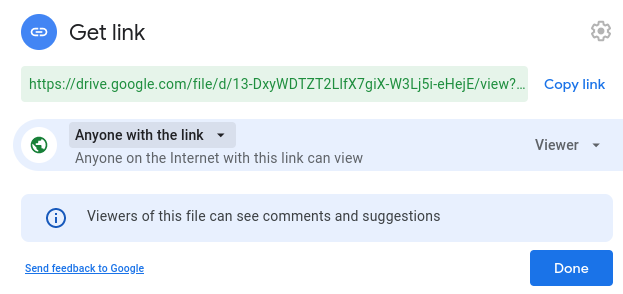 Get link
https://drive.google.com/file/d/13-DxyWDTZT2LlfX7giX-W3Lj5i-eHejE/view?...
Copy link
Anyone with the link
Anyone on the Internet with this link can view
Viewer
Viewers of this file can see comments and suggestions
Send feedback to Google
Done